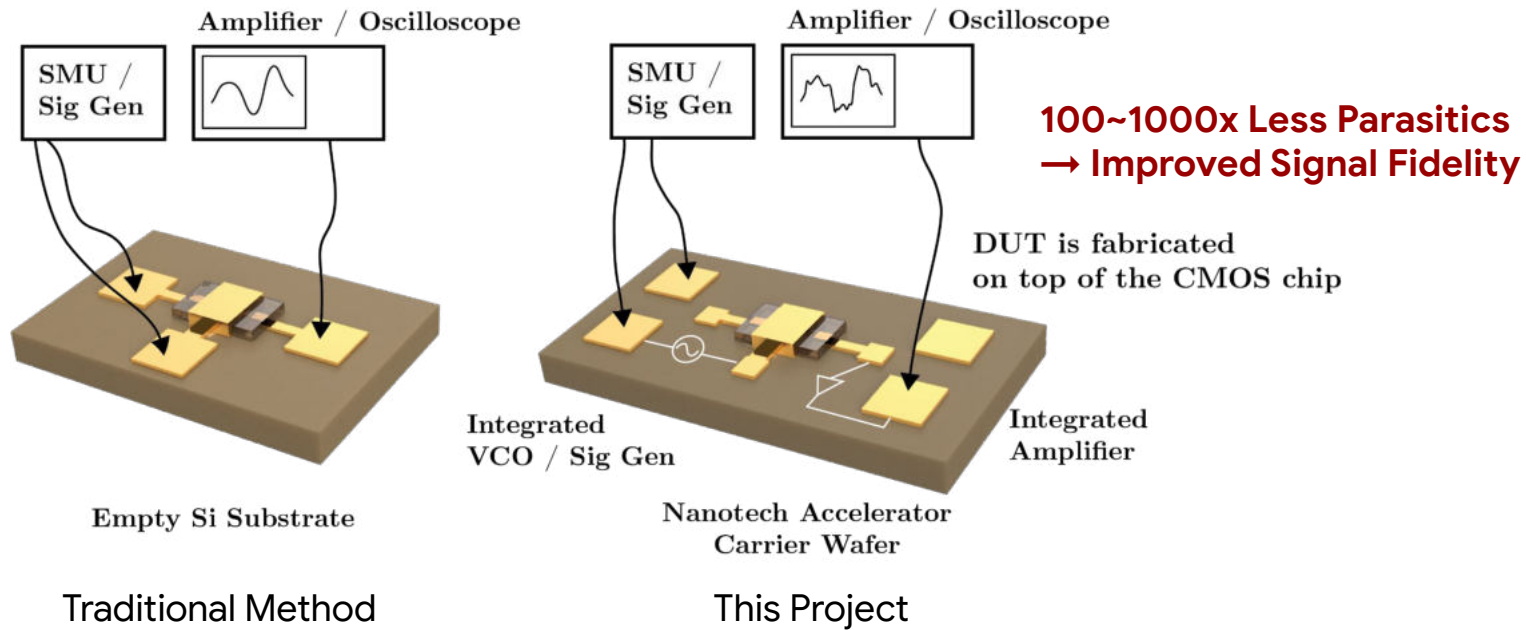 Amplifier / Oscilloscope
SMU /
Sig Gen
Empty Si Substrate
Traditional Method
Amplifier / Oscilloscope
SMU /
Sig Gen
100~1000x Less Parasitics
→ Improved Signal Fidelity
DUT is fabricated
on top of the CMOS chip
Integrated
VCO / Sig Gen
Integrated
Amplifier
Nanotech Accelerator
Carrier Wafer
This Project